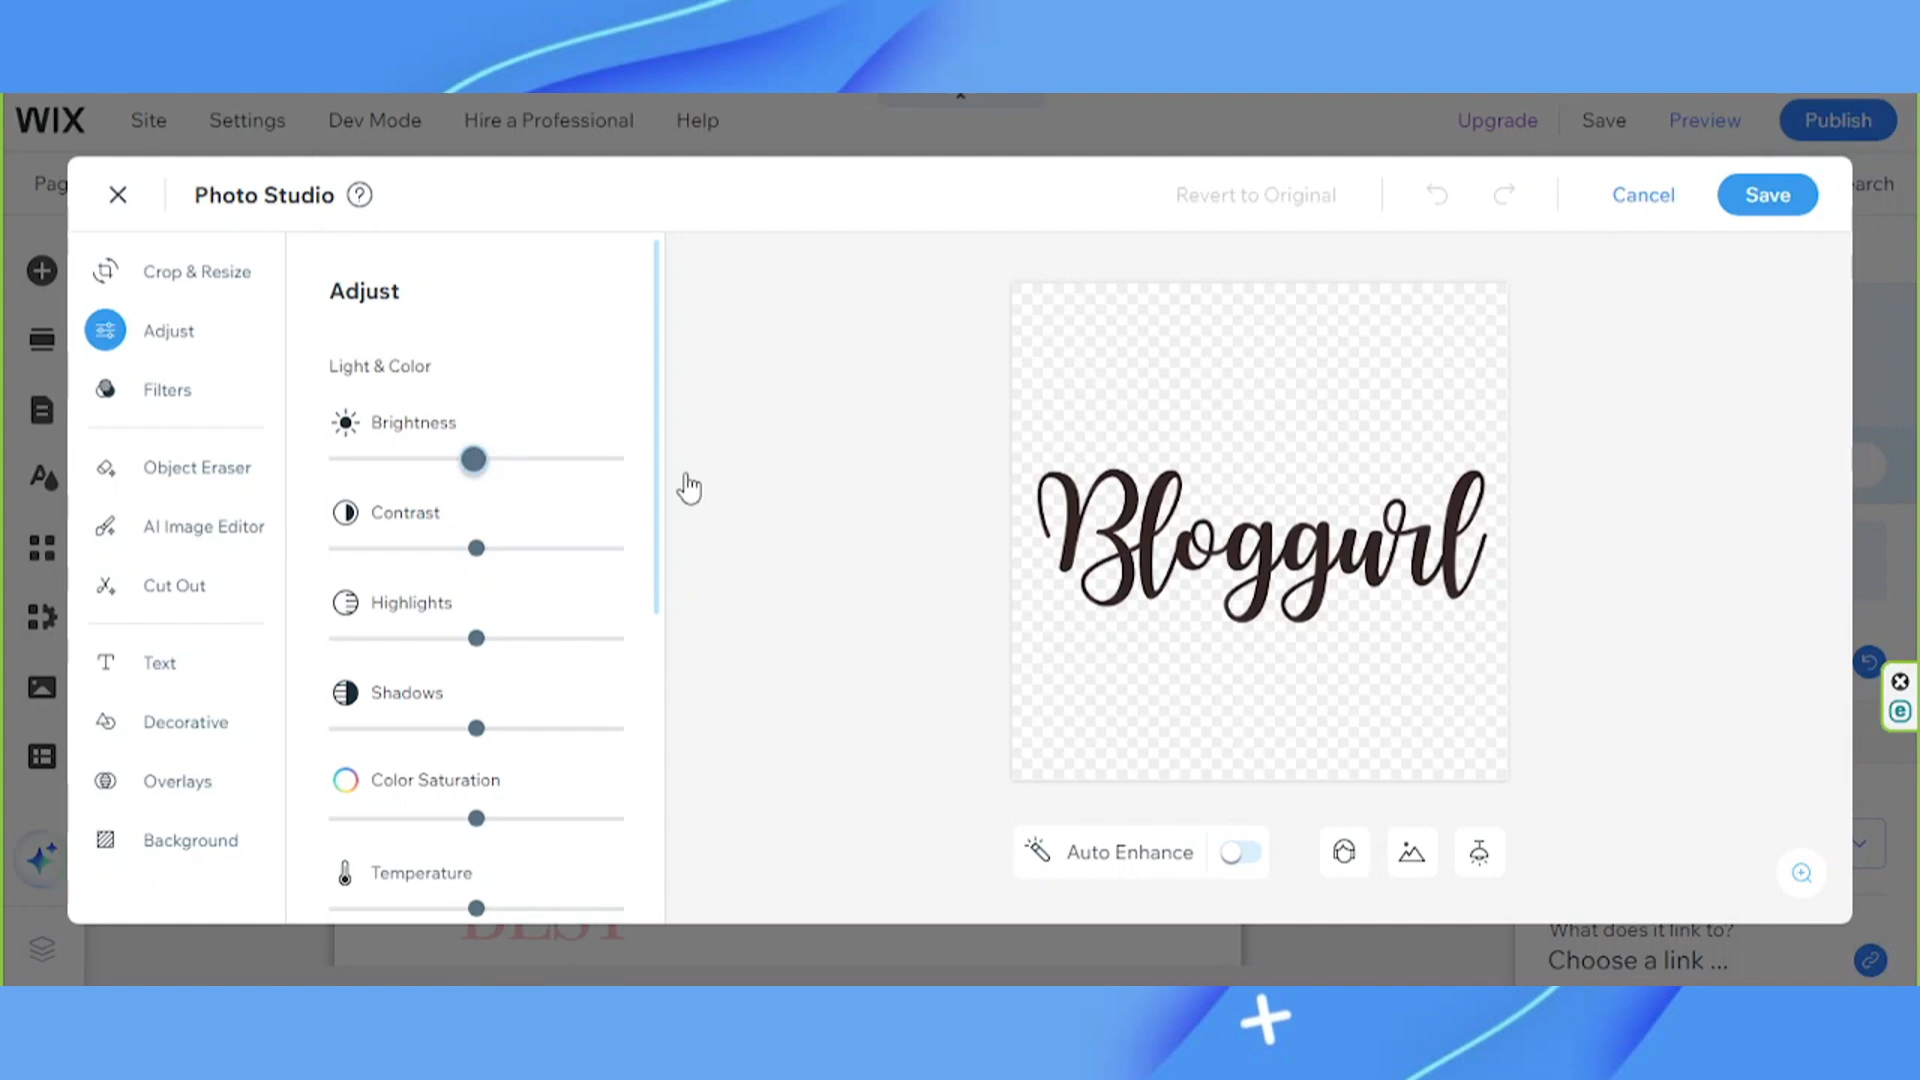 WIX Site Settings Dev Mode Hire a Professional Help Upgrade Save Preview Publish
Photo Studio ? Revert to Original Cancel Save
Crop & Resize
Adjust
Filters
Object Eraser
AI Image Editor
Cut Out
Text
Decorative
Overlays
Background
Adjust
Light & Color
Brightness
Contrast
Highlights
Shadows
Color Saturation
Temperature
Bloggurl
Auto Enhance
BEST
What does it link to?
Choose a link ...